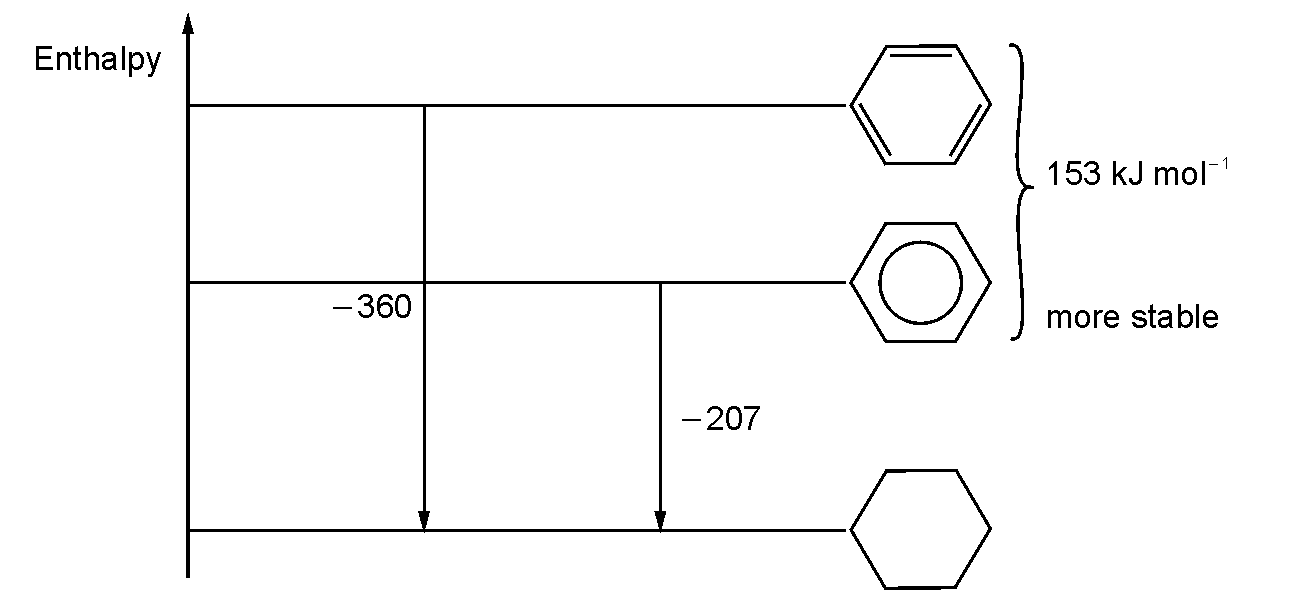 Enthalpy
153 kJ mol⁻¹
−360
more stable
−207